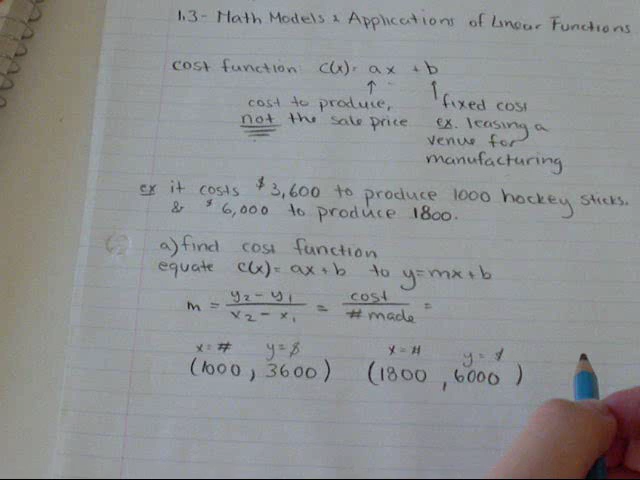 1.3 - Math Models & Applications of Linear Functions
cost function: C(x) = ax + b
cost to produce, not the sale price
fixed cost ex. leasing a venue for manufacturing
ex it costs $3,600 to produce 1000 hockey sticks.
& $6,000 to produce 1800.
a) find cost function
equate C(x) = ax + b to y = mx + b
m = y₂ - y₁ / x₂ - x₁ = cost / # made =
x = # y = $ x = # y = $
(1000, 3600) (1800, 6000)